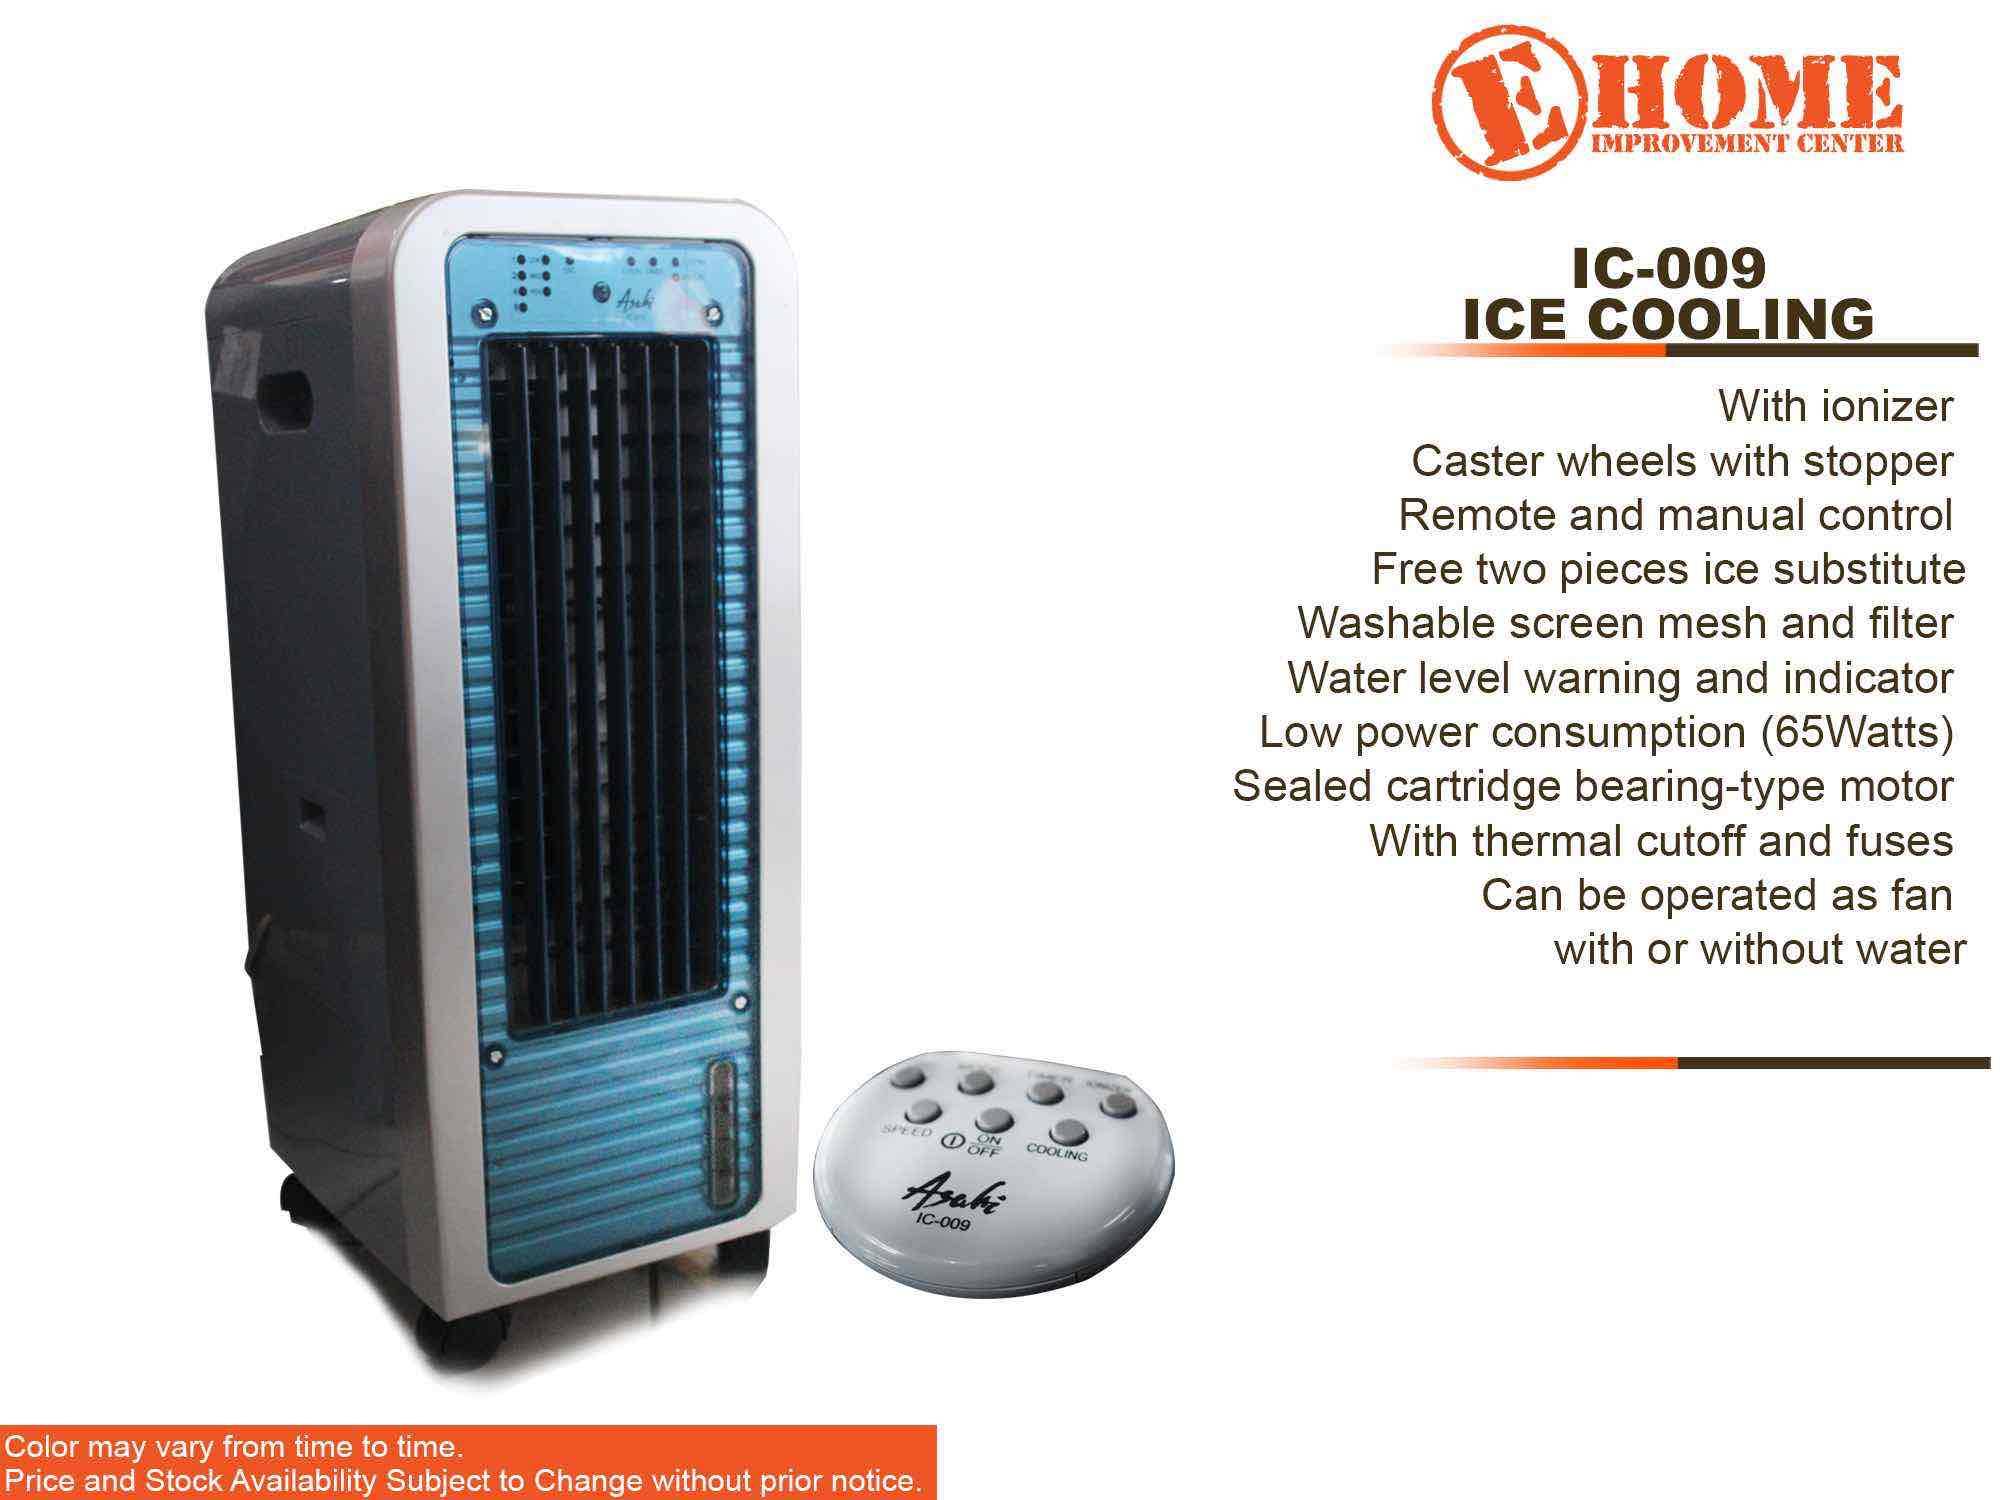 E HOME
IMPROVEMENT CENTER
IC-009
ICE COOLING
With ionizer
Caster wheels with stopper
Remote and manual control
Free two pieces ice substitute
Washable screen mesh and filter
Water level warning and indicator
Low power consumption (65Watts)
Sealed cartridge bearing-type motor
With thermal cutoff and fuses
Can be operated as fan
with or without water
Asahi
TIMER IONIZER
SPEED ON OFF COOLING
Asahi
IC-009
Color may vary from time to time.
Price and Stock Availability Subject to Change without prior notice.